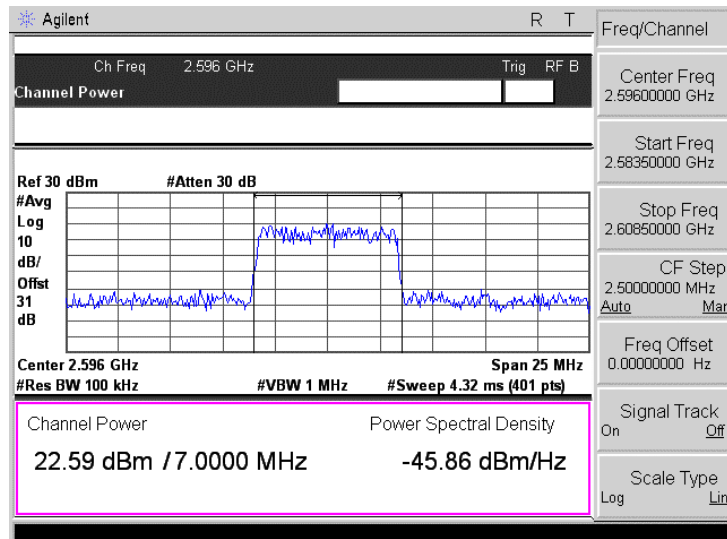 Agilent
R T
Freq/Channel
Ch Freq 2.596 GHz
Trig RF B
Channel Power
Center Freq
2.59600000 GHz
Start Freq
2.58350000 GHz
Ref 30 dBm #Atten 30 dB
#Avg
Log
10
dB/
Offst
31
dB
Stop Freq
2.60850000 GHz
CF Step
2.50000000 MHz
Auto Man
Center 2.596 GHz Span 25 MHz
#Res BW 100 kHz #VBW 1 MHz #Sweep 4.32 ms (401 pts)
Freq Offset
0.00000000 Hz
Channel Power
22.59 dBm / 7.0000 MHz
Power Spectral Density
-45.86 dBm/Hz
Signal Track
On Off
Scale Type
Log Lin